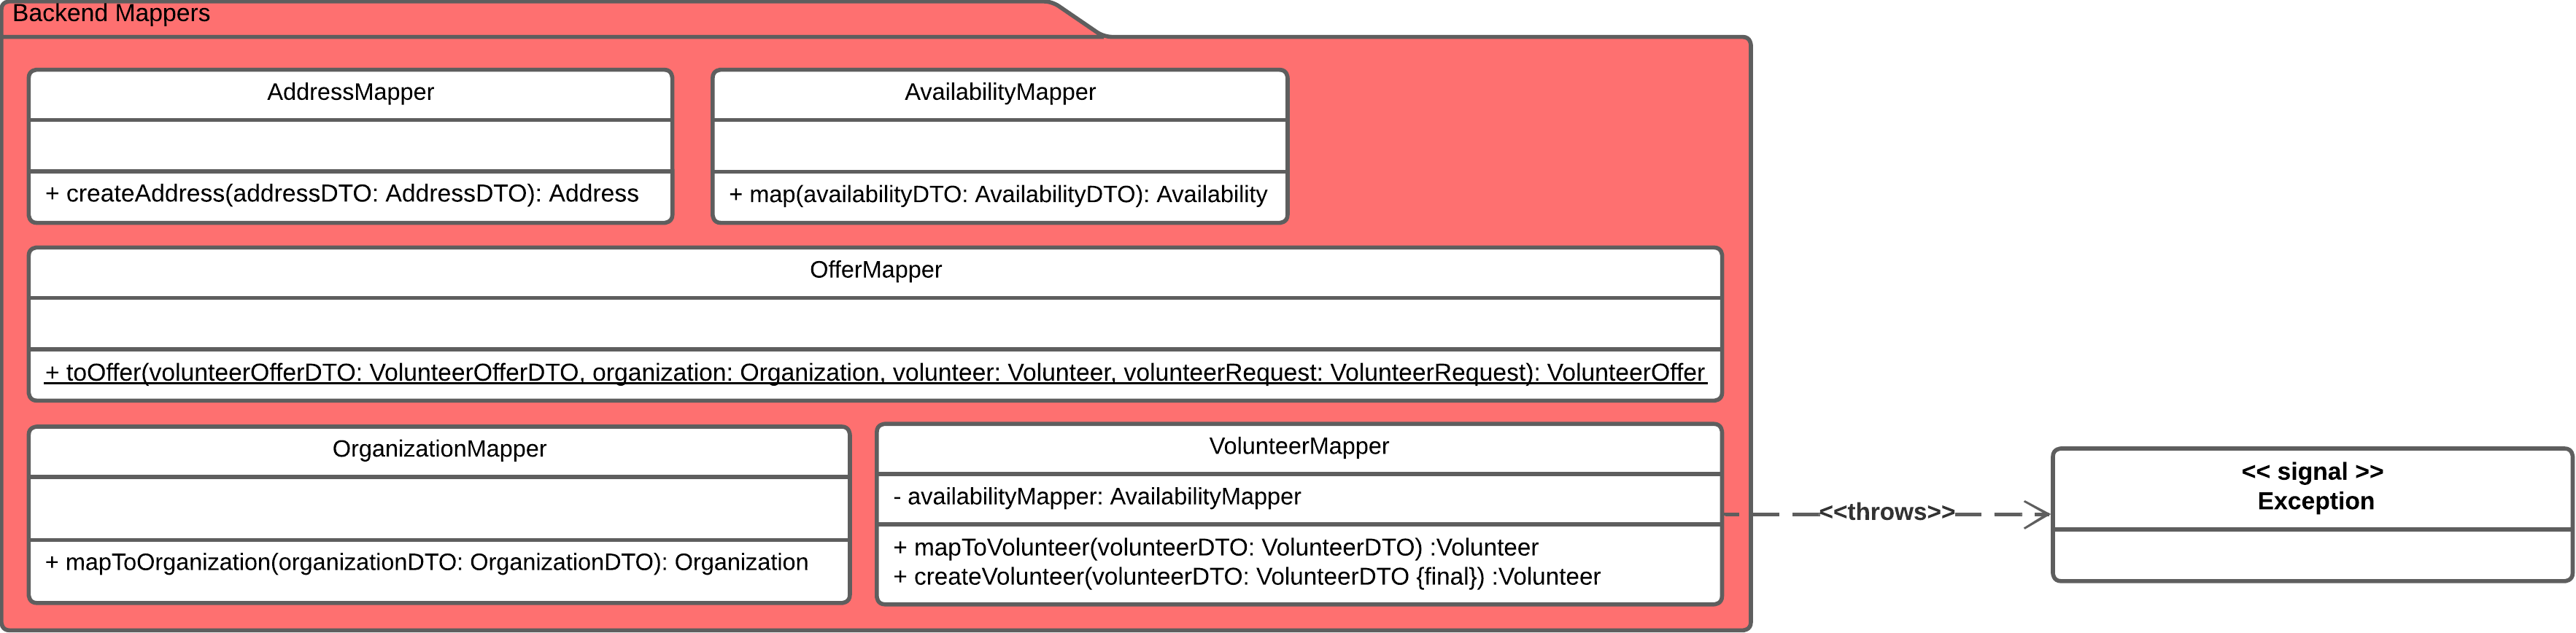 Backend Mappers
AddressMapper
+ createAddress(addressDTO: AddressDTO): Address
AvailabilityMapper
+ map(availabilityDTO: AvailabilityDTO): Availability
OfferMapper
+ toOffer(volunteerOfferDTO: VolunteerOfferDTO, organization: Organization, volunteer: Volunteer, volunteerRequest: VolunteerRequest): VolunteerOffer
OrganizationMapper
+ mapToOrganization(organizationDTO: OrganizationDTO): Organization
VolunteerMapper
- availabilityMapper: AvailabilityMapper
+ mapToVolunteer(volunteerDTO: VolunteerDTO) :Volunteer
+ createVolunteer(volunteerDTO: VolunteerDTO {final}) :Volunteer
<<throws>>
<< signal >>
Exception